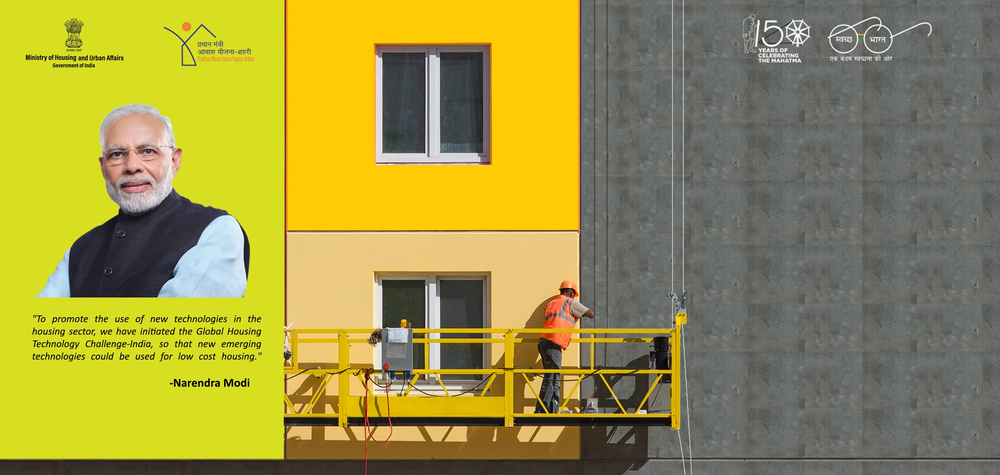 सत्यमेव जयते
Ministry of Housing and Urban Affairs
Government of India
प्रधान मंत्री
आवास योजना-शहरी
Pradhan Mantri Awas Yojana-Urban
150
YEARS OF
CELEBRATING
THE MAHATMA
स्वच्छ भारत
एक कदम स्वच्छता की ओर
"To promote the use of new technologies in the
housing sector, we have initiated the Global Housing
Technology Challenge-India, so that new emerging
technologies could be used for low cost housing."
-Narendra Modi